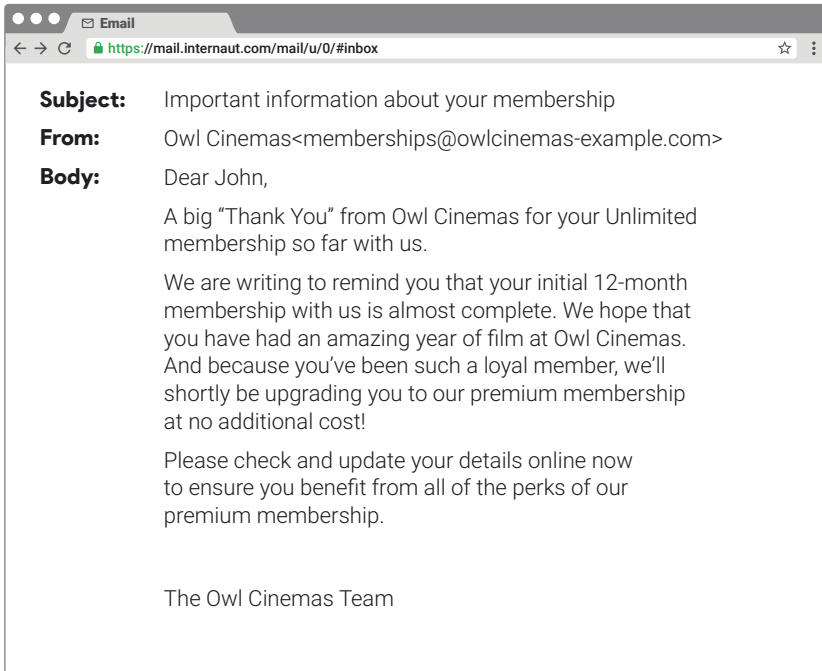 Email
https://mail.internaut.com/mail/u/0/#inbox
Subject: Important information about your membership
From: Owl Cinemas<memberships@owlcinemas-example.com>
Body: Dear John,
A big “Thank You” from Owl Cinemas for your Unlimited
membership so far with us.
We are writing to remind you that your initial 12-month
membership with us is almost complete. We hope that
you have had an amazing year of film at Owl Cinemas.
And because you’ve been such a loyal member, we’ll
shortly be upgrading you to our premium membership
at no additional cost!
Please check and update your details online now
to ensure you benefit from all of the perks of our
premium membership.
The Owl Cinemas Team